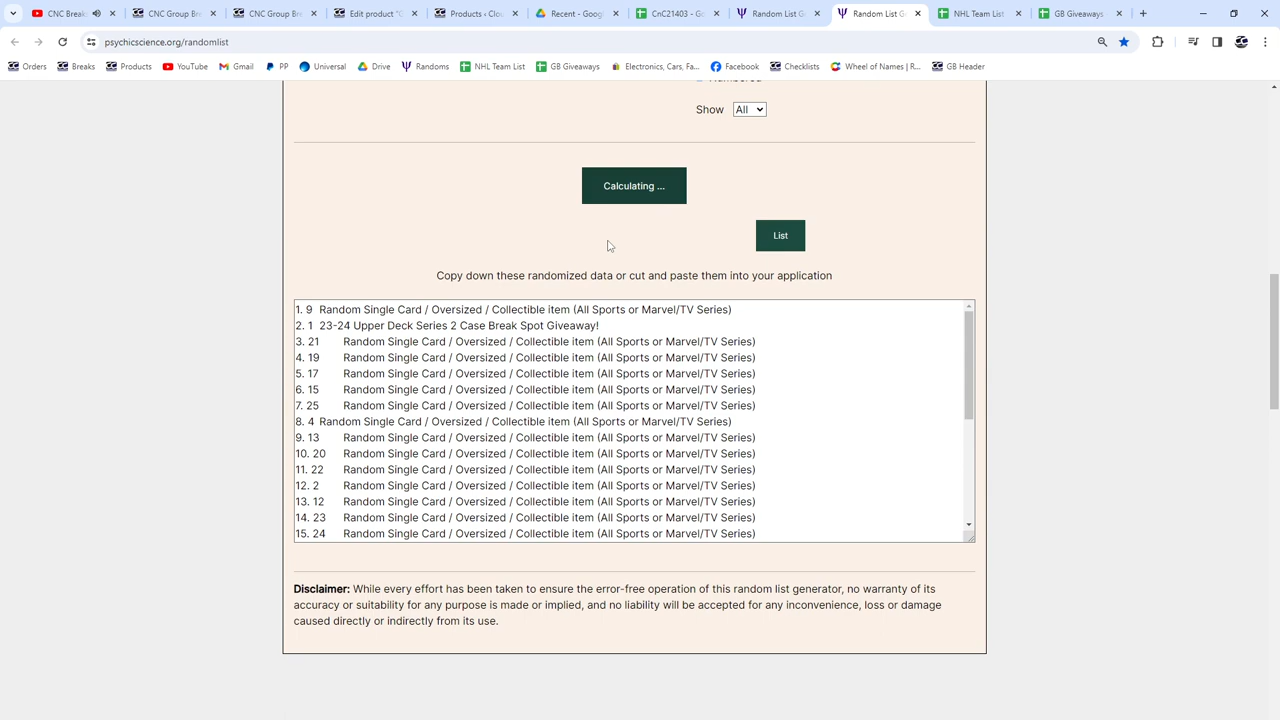 CNC Break
CNC Group Bre
CNC Group Bre
Edit product "G
Products ‹ Clou
Recent - Googl
CnC21403 - Go
Random List Ge
Random List Ge
NHL Team List
GB Giveaways
psychicscience.org/randomlist
Orders
Breaks
Products
YouTube
Gmail
PP
Universal
Drive
Randoms
NHL Team List
GB Giveaways
Electronics, Cars, Fa...
Facebook
Checklists
Wheel of Names | R...
GB Header
Numbered
Show All
Calculating ...
List
Copy down these randomized data or cut and paste them into your application
1. 9 Random Single Card / Oversized / Collectible item (All Sports or Marvel/TV Series)
2. 1 23-24 Upper Deck Series 2 Case Break Spot Giveaway!
3. 21 Random Single Card / Oversized / Collectible item (All Sports or Marvel/TV Series)
4. 19 Random Single Card / Oversized / Collectible item (All Sports or Marvel/TV Series)
5. 17 Random Single Card / Oversized / Collectible item (All Sports or Marvel/TV Series)
6. 15 Random Single Card / Oversized / Collectible item (All Sports or Marvel/TV Series)
7. 25 Random Single Card / Oversized / Collectible item (All Sports or Marvel/TV Series)
8. 4 Random Single Card / Oversized / Collectible item (All Sports or Marvel/TV Series)
9. 13 Random Single Card / Oversized / Collectible item (All Sports or Marvel/TV Series)
10. 20 Random Single Card / Oversized / Collectible item (All Sports or Marvel/TV Series)
11. 22 Random Single Card / Oversized / Collectible item (All Sports or Marvel/TV Series)
12. 2 Random Single Card / Oversized / Collectible item (All Sports or Marvel/TV Series)
13. 12 Random Single Card / Oversized / Collectible item (All Sports or Marvel/TV Series)
14. 23 Random Single Card / Oversized / Collectible item (All Sports or Marvel/TV Series)
15. 24 Random Single Card / Oversized / Collectible item (All Sports or Marvel/TV Series)
Disclaimer: While every effort has been taken to ensure the error-free operation of this random list generator, no warranty of its
accuracy or suitability for any purpose is made or implied, and no liability will be accepted for any inconvenience, loss or damage
caused directly or indirectly from its use.